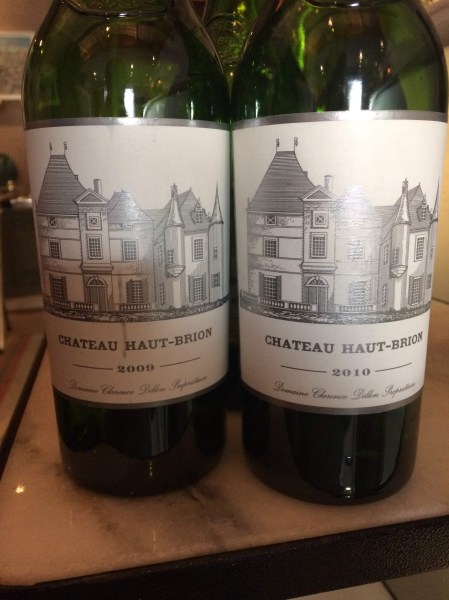 CHATEAU HAUT-BRION
2009
Domaine Clarence Dillon Propriétaire
CHATEAU HAUT-BRION
2010
Domaine Clarence Dillon Propriétaire